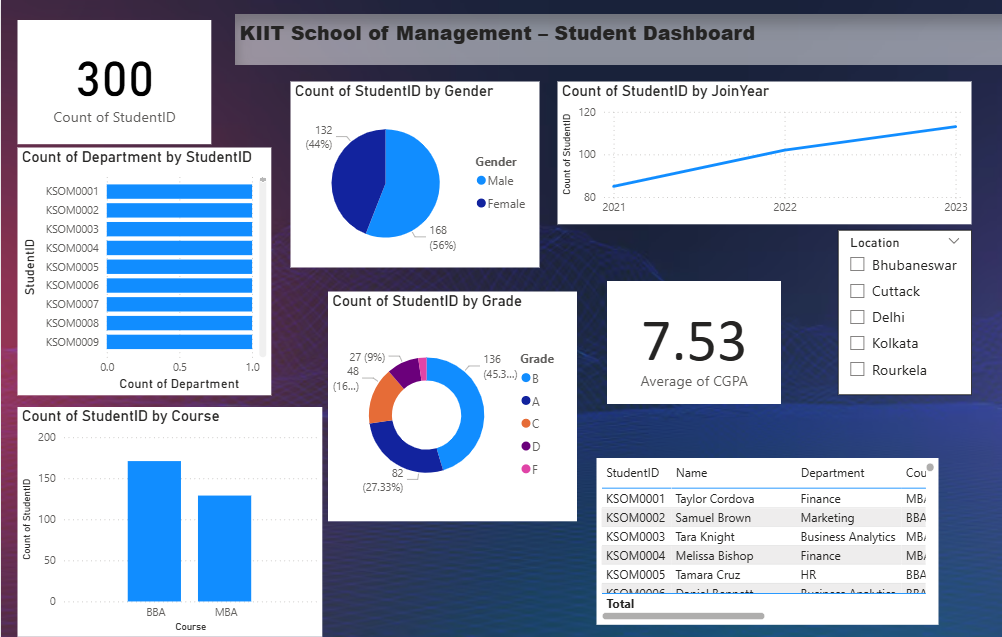 KIIT School of Management – Student Dashboard
300
Count of StudentID
Count of Department by StudentID
StudentID
KSOM0001
KSOM0002
KSOM0003
KSOM0004
KSOM0005
KSOM0006
KSOM0007
KSOM0008
KSOM0009
0.0 0.5 1.0
Count of Department
Count of StudentID by Gender
132
(44%)
168
(56%)
Gender
Male
Female
Count of StudentID by JoinYear
Count of StudentID
120
100
80
2021 2022 2023
Location
Bhubaneswar
Cuttack
Delhi
Kolkata
Rourkela
Count of StudentID by Grade
136
(45.3...)
82
(27.33%)
48
(16...)
27 (9%)
Grade
B
A
C
D
F
7.53
Average of CGPA
Count of StudentID by Course
Count of StudentID
200
150
100
50
0
BBA MBA
Course
StudentID Name Department Cou
KSOM0001 Taylor Cordova Finance MBA
KSOM0002 Samuel Brown Marketing BBA
KSOM0003 Tara Knight Business Analytics MBA
KSOM0004 Melissa Bishop Finance MBA
KSOM0005 Tamara Cruz HR BBA
Total